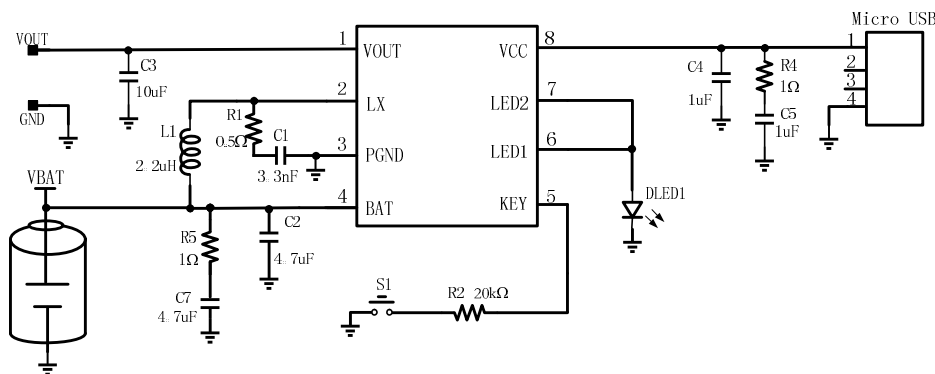 Micro USB
VOUT
1
VOUT
VCC
8
1
C3
10uF
C4
1uF
R4
1Ω
2
3
4
GND
2
LX
LED2
7
R1
0.5Ω
C5
1uF
L1
2.2uH
C1
3.3nF
3
PGND
LED1
6
VBAT
4
BAT
KEY
5
DLED1
R5
1Ω
C2
4.7uF
C7
4.7uF
S1
R2 20kΩ